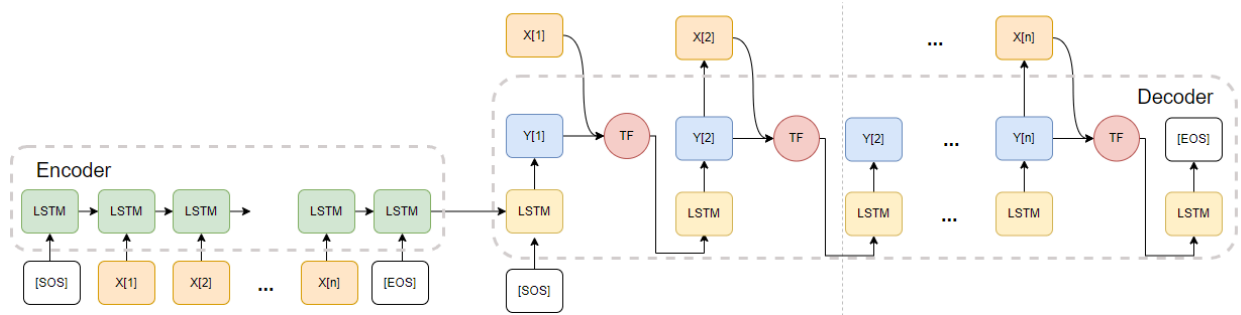 X[1] X[2] ... X[n]
Decoder
Y[1] TF Y[2] TF Y[2] ... Y[n] TF [EOS]
Encoder
LSTM LSTM LSTM LSTM LSTM LSTM LSTM LSTM ... LSTM LSTM
[SOS] X[1] X[2] ... X[n] [EOS] [SOS]